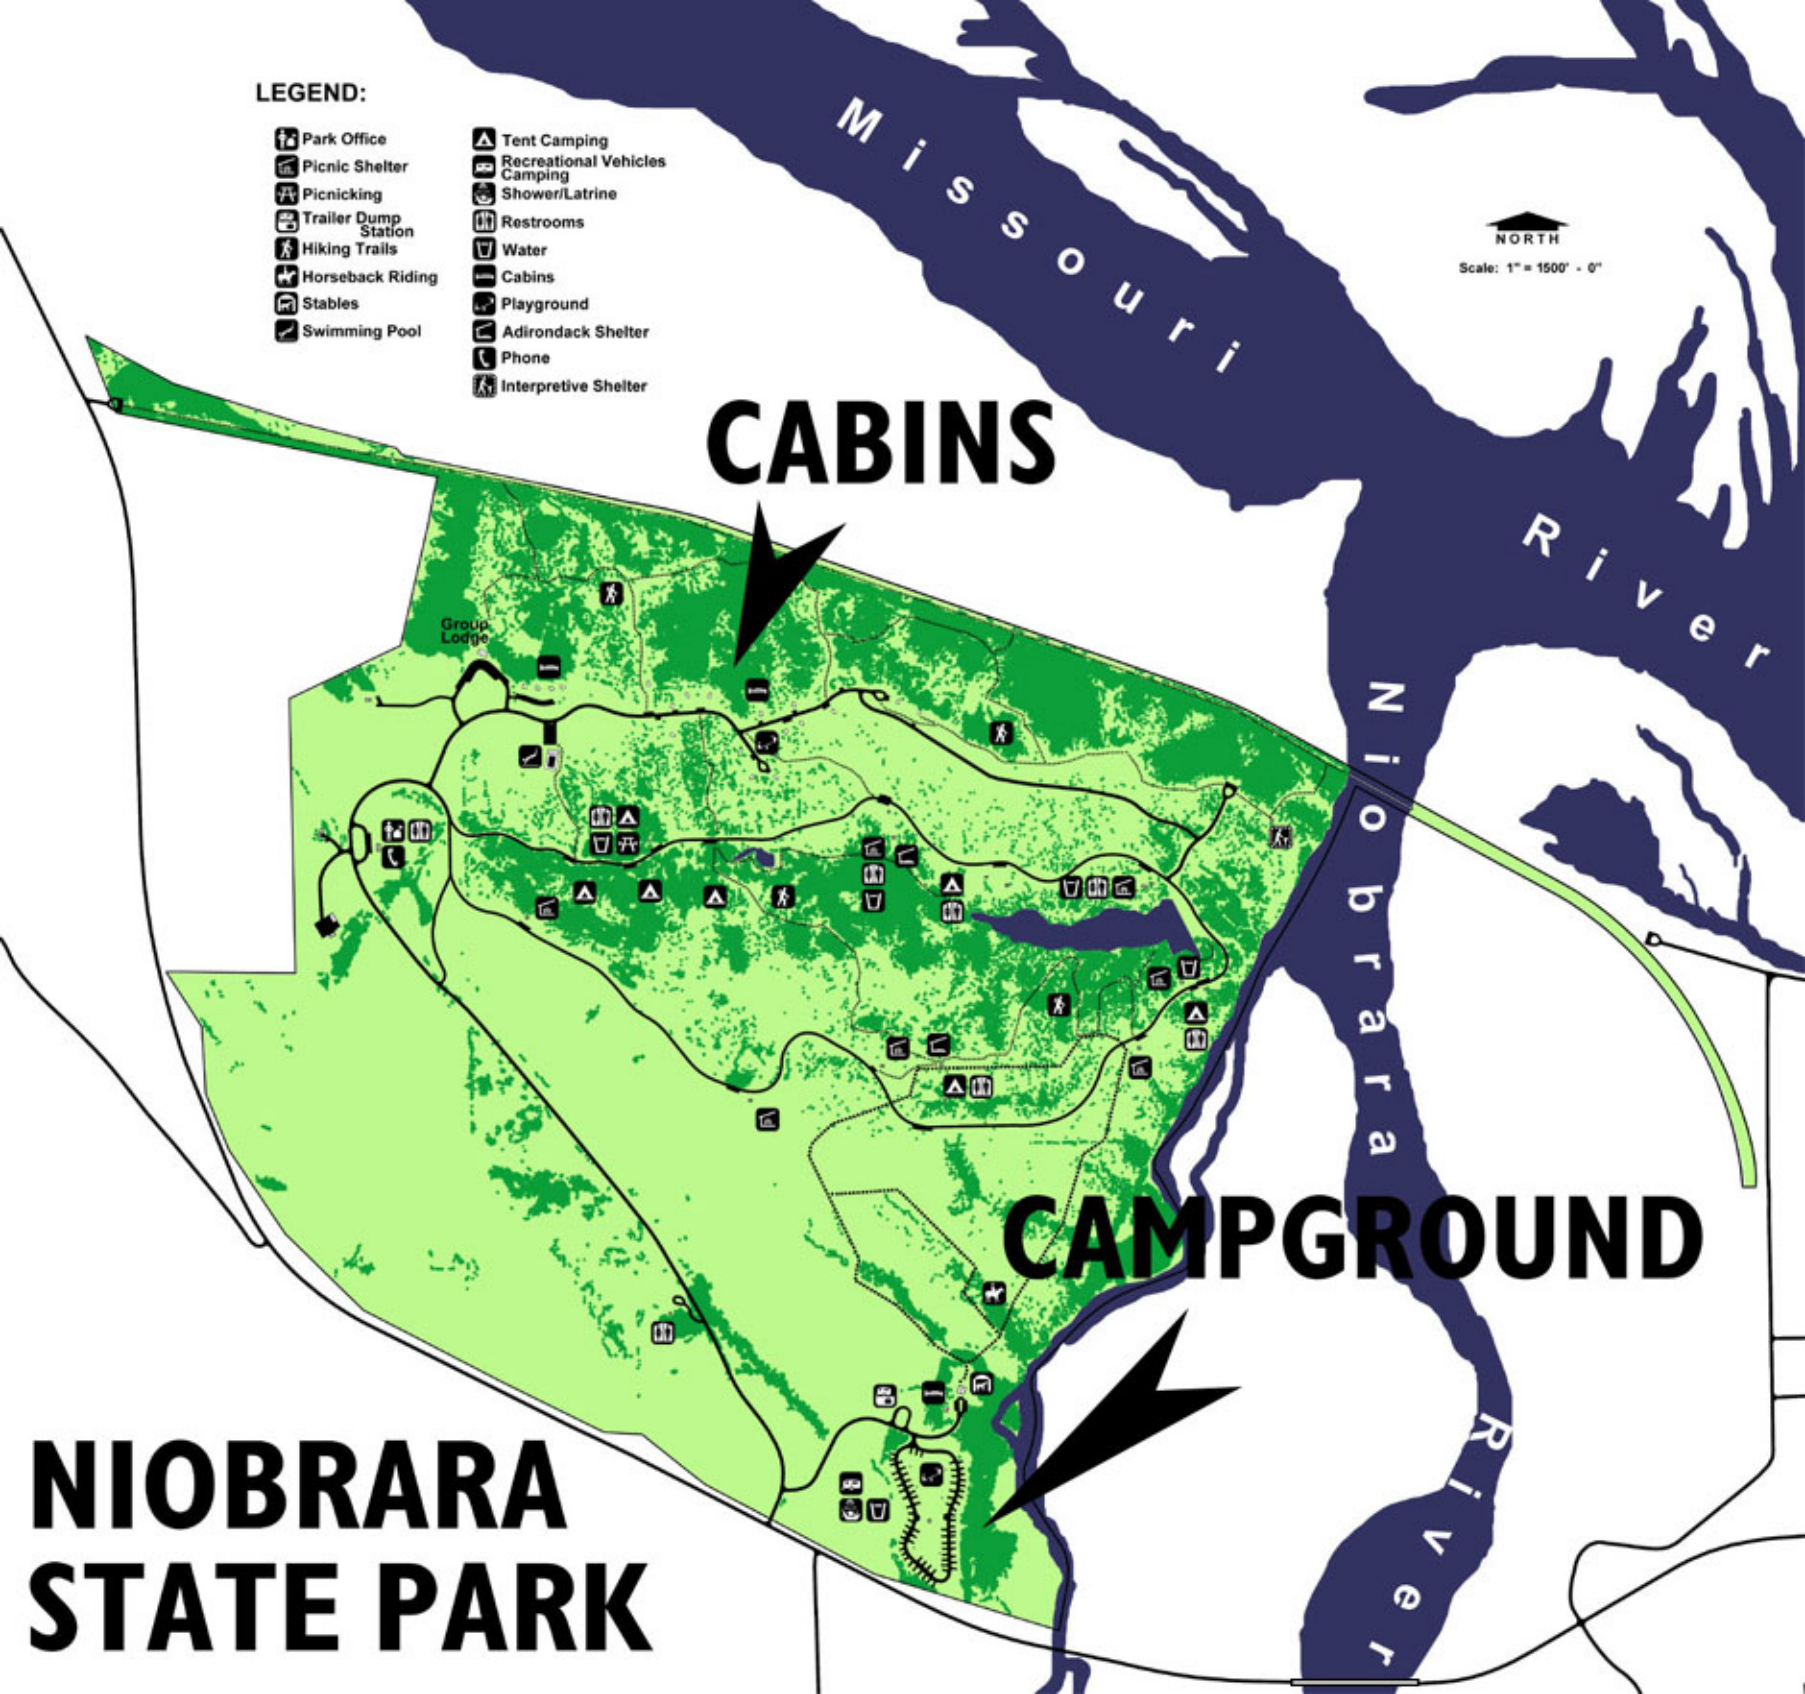 LEGEND:
Park Office
Picnic Shelter
Picnicking
Trailer Dump
Station
Hiking Trails
Horseback Riding
Stables
Swimming Pool
Tent Camping
Recreational Vehicles
Camping
Shower/Latrine
Restrooms
Water
Cabins
Playground
Adirondack Shelter
Phone
Interpretive Shelter
Missouri
River
NORTH
Scale: 1" = 1500' - 0"
CABINS
Group
Lodge
Niobrara
River
CAMPGROUND
NIOBRARA
STATE PARK